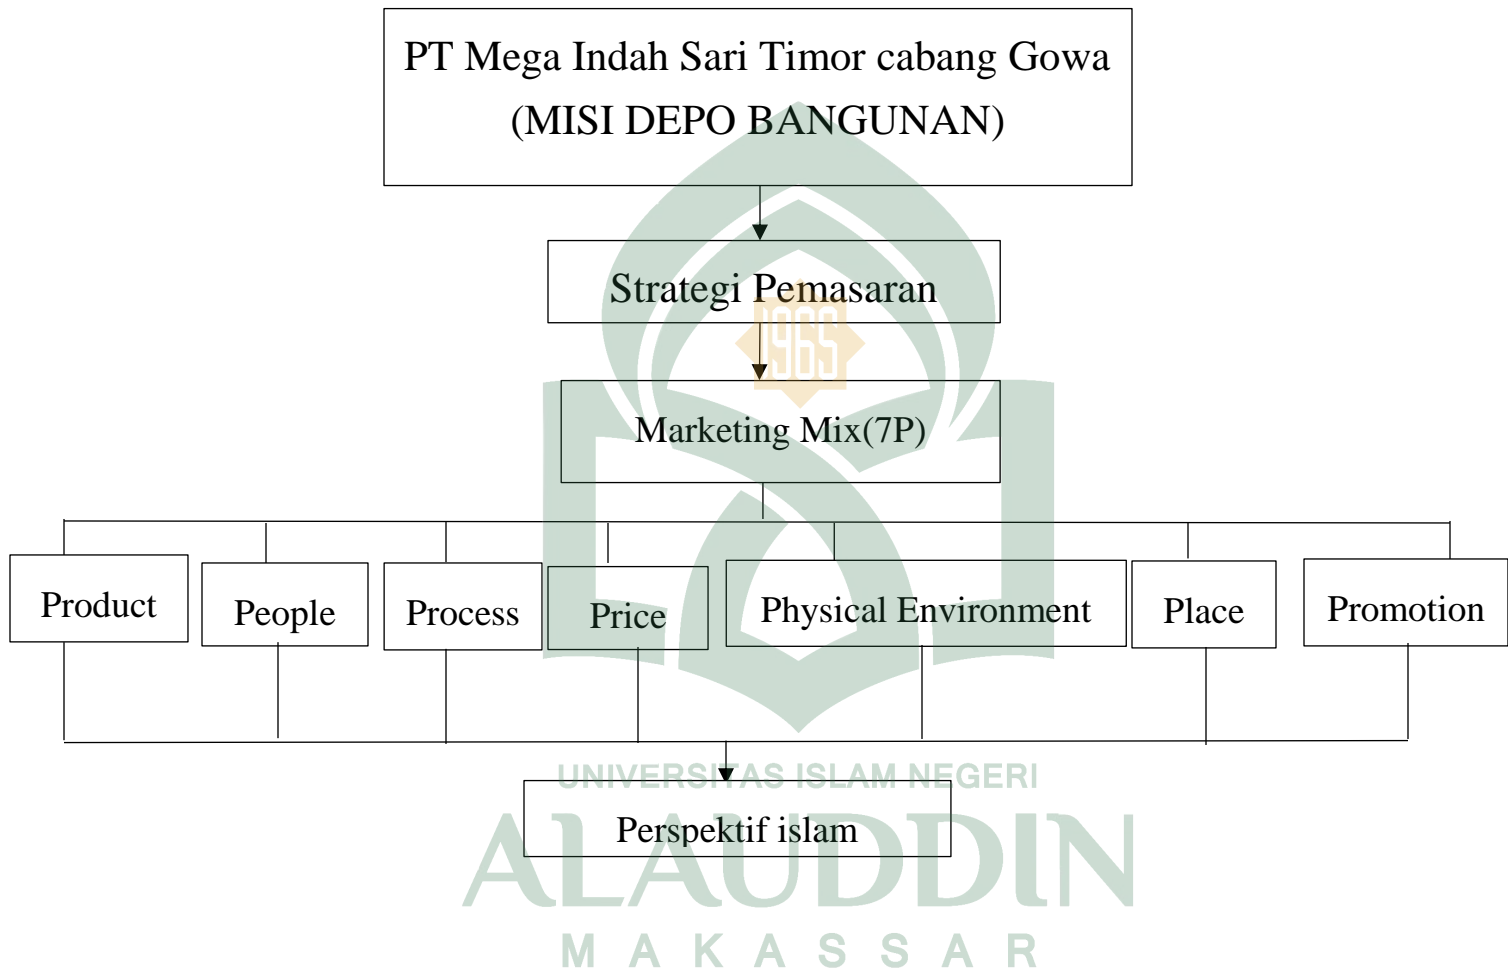 PT Mega Indah Sari Timor cabang Gowa
(MISI DEPO BANGUNAN)
Strategi Pemasaran
1965
Marketing Mix(7P)
Product
People
Process
Price
Physical Environment
Place
Promotion
UNIVERSITAS ISLAM NEGERI
Perspektif islam
ALAUDDIN
MAKASSAR